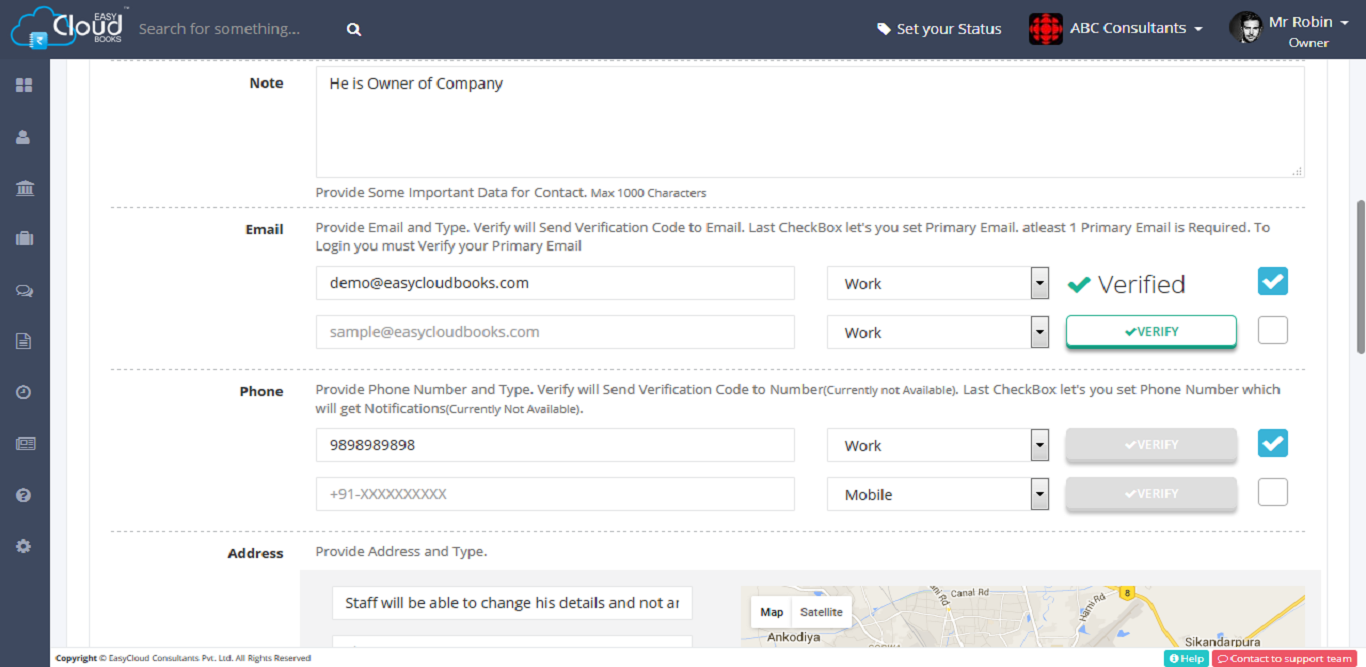 EASY Cloud BOOKS ™
Search for something...
Set your Status
ABC Consultants
Mr Robin
Owner
Note
He is Owner of Company
Provide Some Important Data for Contact. Max 1000 Characters
Email
Provide Email and Type. Verify will Send Verification Code to Email. Last CheckBox let's you set Primary Email. atleast 1 Primary Email is Required. To
Login you must Verify your Primary Email
demo@easycloudbooks.com
Work
Verified
sample@easycloudbooks.com
Work
VERIFY
Phone
Provide Phone Number and Type. Verify will Send Verification Code to Number(Currently not Available). Last CheckBox let's you set Phone Number which
will get Notifications(Currently Not Available).
9898989898
Work
VERIFY
+91-XXXXXXXXXX
Mobile
VERIFY
Address
Provide Address and Type.
Staff will be able to change his details and not ar
Map
Satellite
Canal Rd
Harni Rd
8
Ankodiya
Sikandarpura
Copyright © EasyCloud Consultants Pvt. Ltd. All Rights Reserved
Help
Contact to support team